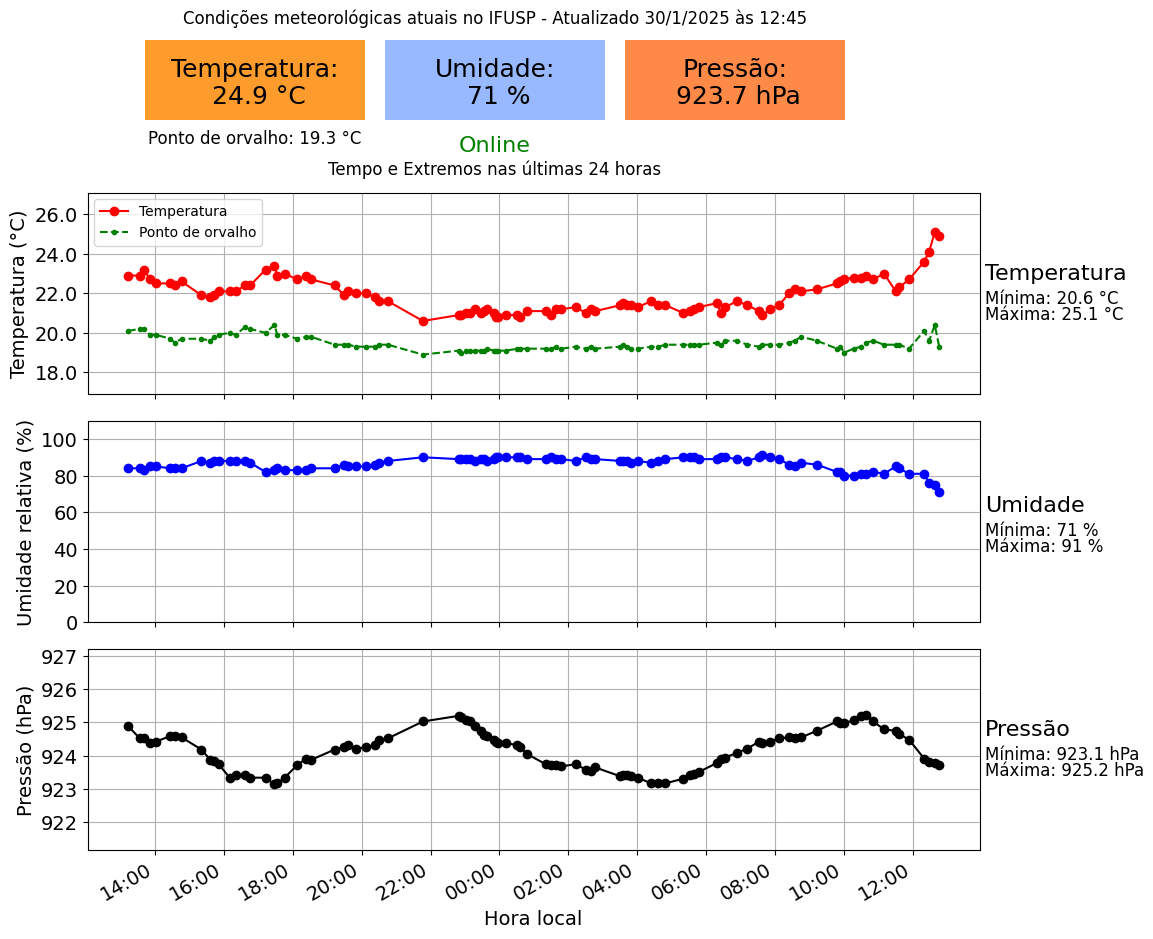 Condições meteorológicas atuais no IFUSP - Atualizado 30/1/2025 às 12:45
Temperatura:
24.9 °C
Umidade:
71 %
Pressão:
923.7 hPa
Ponto de orvalho: 19.3 °C
Online
Tempo e Extremos nas últimas 24 horas
Temperatura (°C)
26.0
24.0
22.0
20.0
18.0
Temperatura
Ponto de orvalho
Temperatura
Mínima: 20.6 °C
Máxima: 25.1 °C
Umidade relativa (%)
100
80
60
40
20
0
Umidade
Mínima: 71 %
Máxima: 91 %
Pressão (hPa)
927
926
925
924
923
922
Pressão
Mínima: 923.1 hPa
Máxima: 925.2 hPa
14:00 16:00 18:00 20:00 22:00 00:00 02:00 04:00 06:00 08:00 10:00 12:00
Hora local